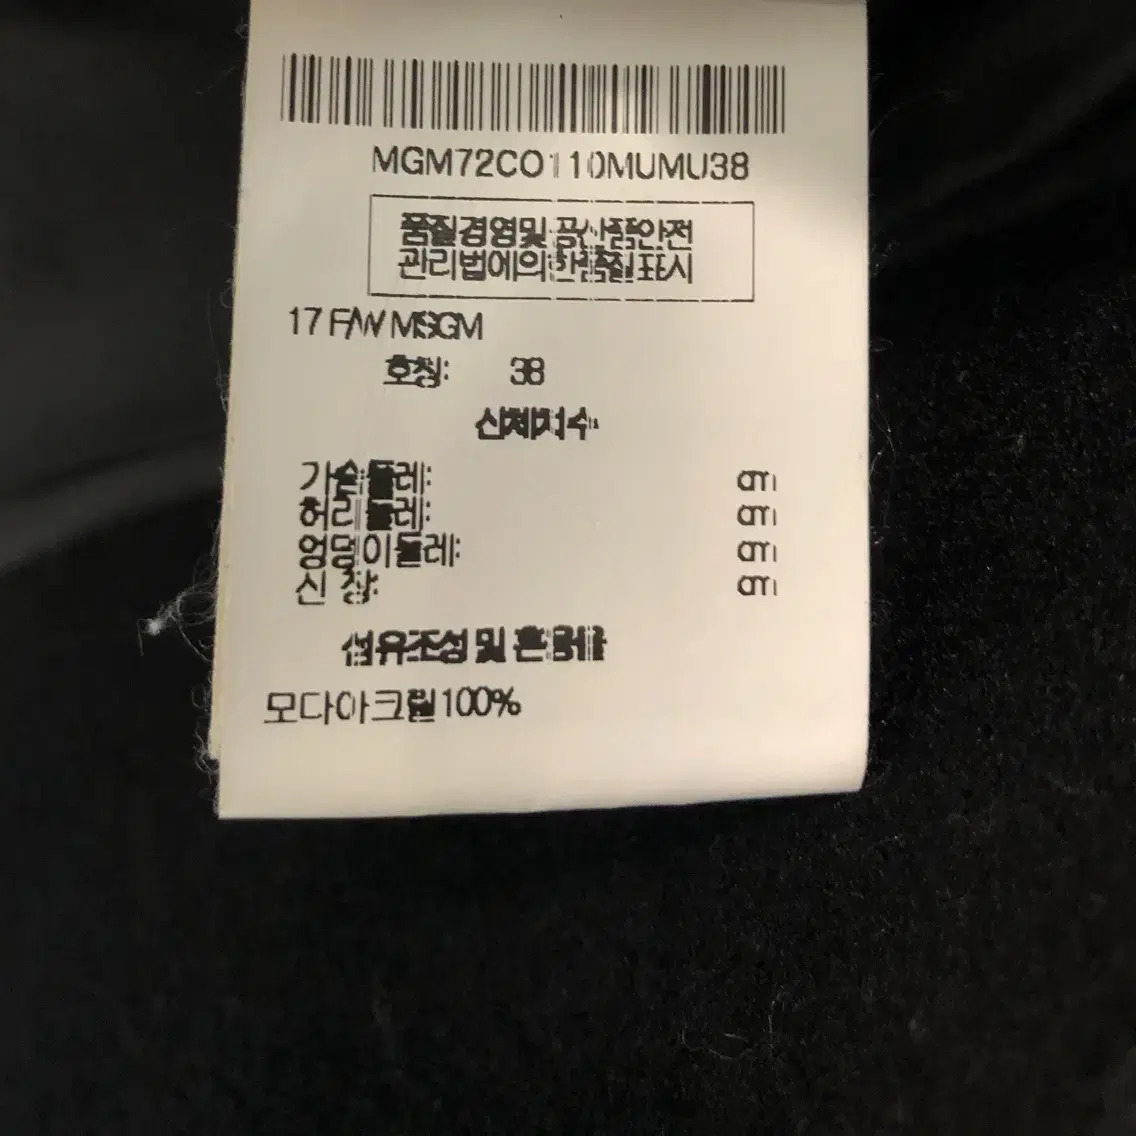 MGM72CO110MUMU38
품질경영및 공산품안전
관리법에의한품질표시
17 F/W MSGM
호칭: 38
신체치수
가슴둘레: cm
허리둘레: cm
엉덩이둘레: cm
신 장: cm
섬유조성 및 혼용율
모다아크릴100%